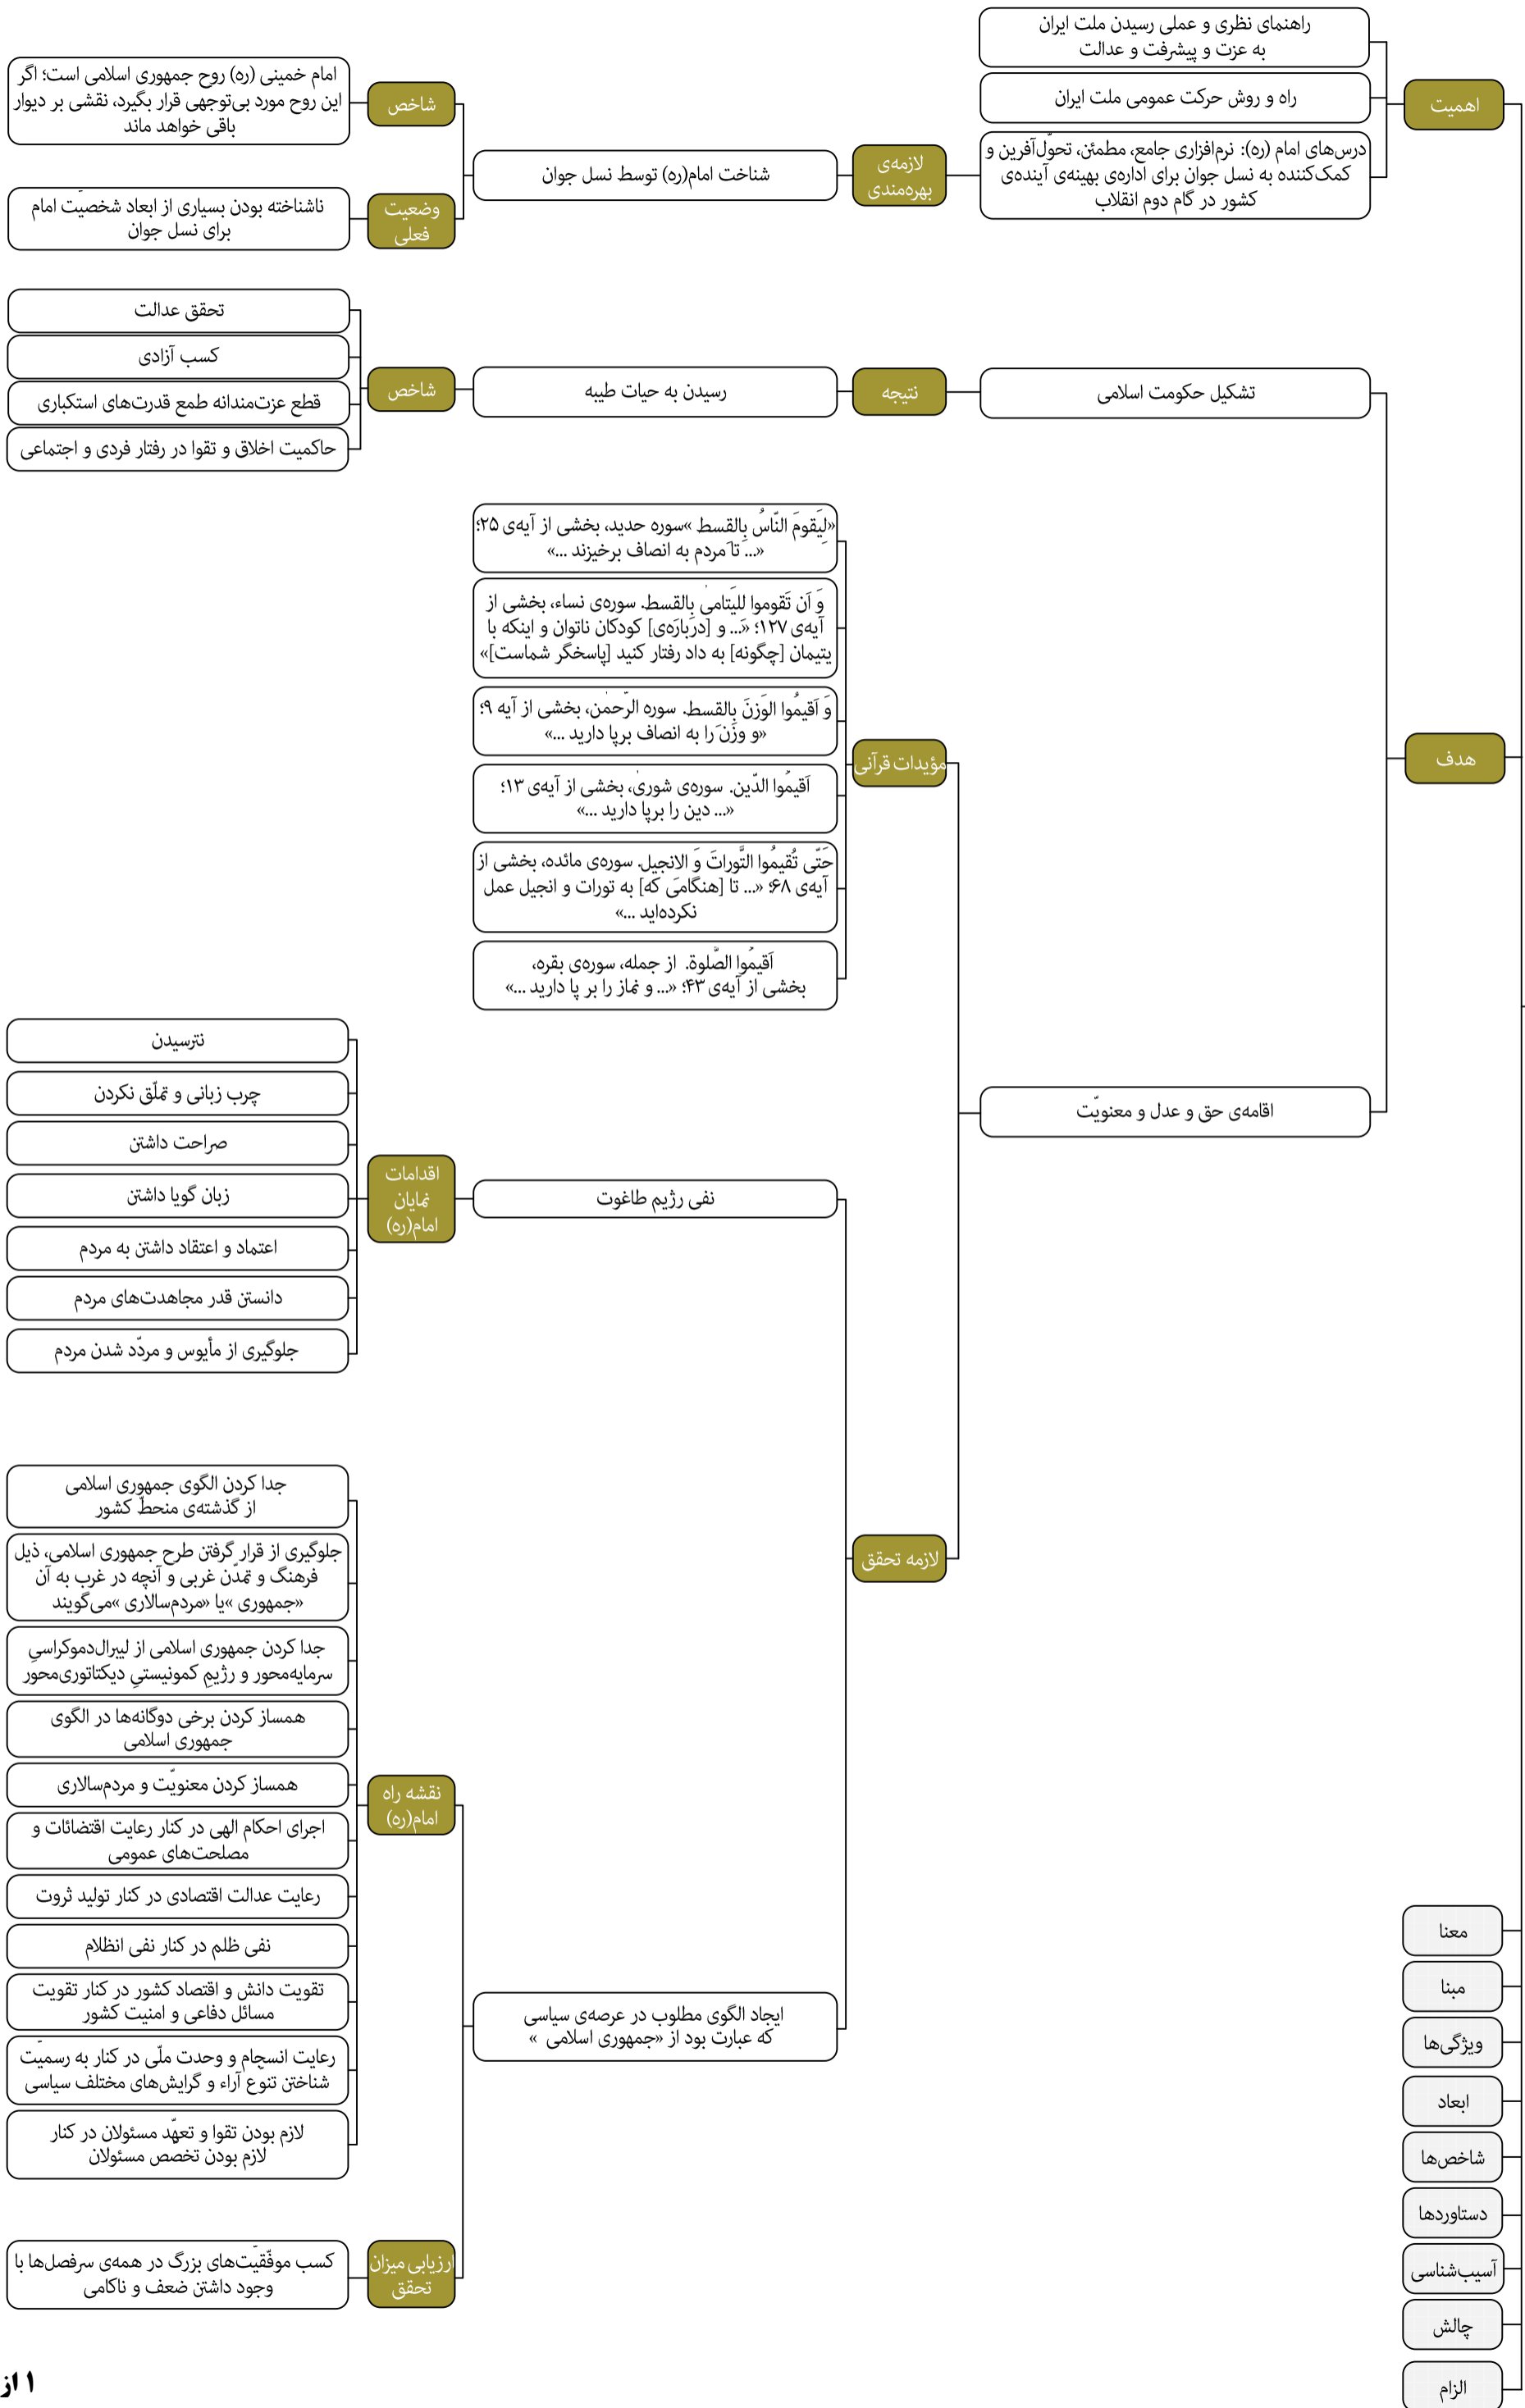 اهمیت
راهنمای نظری و عملی رسیدن ملت ایران
به عزت و پیشرفت و عدالت
راه و روش حرکت عمومی ملت ایران
درس‌های امام (ره): نرم‌افزاری جامع، مطمئن، تحوّل‌آفرین و
کمک‌کننده به نسل جوان برای اداره‌ی بهینه‌ی آینده‌ی
کشور در گام دوم انقلاب
لازمه‌ی
بهره‌مندی
شناخت امام(ره) توسط نسل جوان
شاخص
امام خمینی (ره) روح جمهوری اسلامی است؛ اگر
این روح مورد بی‌توجهی قرار بگیرد، نقشی بر دیوار
باقی خواهد ماند
وضعیت
فعلی
ناشناخته بودن بسیاری از ابعاد شخصیّت امام
برای نسل جوان
هدف
تشکیل حکومت اسلامی
نتیجه
رسیدن به حیات طیبه
شاخص
تحقق عدالت
کسب آزادی
قطع عزت‌مندانه طمع قدرت‌های استکباری
حاکمیت اخلاق و تقوا در رفتار فردی و اجتماعی
اقامه‌ی حق و عدل و معنویّت
مؤیدات قرآنی
«لِیَقومَ النّاسُ بِالقِسط »سوره حدید، بخشی از آیه‌ی ۲۵؛
«... تا مردم به انصاف برخیزند ...»
وَ اَن تَقوموا للیَتامیٰ بِالقسط. سوره‌ی نساء، بخشی از
آیه‌ی ۱۲۷؛ «... و [درباره‌ی] کودکان ناتوان و اینکه با
یتیمان [چگونه] به داد رفتار کنید [پاسخگر شماست]»
وَ اَقیمُوا الوَزنَ بِالقسط. سوره الرّحمٰن، بخشی از آیه ۹؛
«و وزن را به انصاف برپا دارید ...»
اَقیمُوا الدّین. سوره‌ی شوریٰ، بخشی از آیه‌ی ۱۳؛
«... دین را برپا دارید ...»
حَتّی تُقیمُوا التَّوراتَ وَ الانجیل. سوره‌ی مائده، بخشی از
آیه‌ی ۶۸؛ «... تا [هنگامی که] به تورات و انجیل عمل
نکرده‌اید ...»
اَقیمُوا الصَّلوة. از جمله، سوره‌ی بقره،
بخشی از آیه‌ی ۴۳؛ «... و نماز را بر پا دارید ...»
لازمه تحقق
نفی رژیم طاغوت
اقدامات
نمایان
امام(ره)
نترسیدن
چرب زبانی و تملّق نکردن
صراحت داشتن
زبان گویا داشتن
اعتماد و اعتقاد داشتن به مردم
دانستن قدر مجاهدت‌های مردم
جلوگیری از مأیوس و مردّد شدن مردم
ایجاد الگوی مطلوب در عرصه‌ی سیاسی
که عبارت بود از «جمهوری اسلامی »
نقشه راه
امام(ره)
جدا کردن الگوی جمهوری اسلامی
از گذشته‌ی منحطّ کشور
جلوگیری از قرار گرفتن طرح جمهوری اسلامی، ذیل
فرهنگ و تمدّن غربی و آنچه در غرب به آن
«جمهوری »یا «مردم‌سالاری »می‌گویند
جدا کردن جمهوری اسلامی از لیبرال‌دموکراسیِ
سرمایه‌محور و رژیمِ کمونیستیِ دیکتاتوری‌محور
همساز کردن برخی دوگانه‌ها در الگوی
جمهوری اسلامی
همساز کردن معنویّت و مردم‌سالاری
اجرای احکام الهی در کنار رعایت اقتضائات و
مصلحت‌های عمومی
رعایت عدالت اقتصادی در کنار تولید ثروت
نفی ظلم در کنار نفی انظلام
تقویت دانش و اقتصاد کشور در کنار تقویت
مسائل دفاعی و امنیت کشور
رعایت انسجام و وحدت ملّی در کنار به رسمیّت
شناختن تنوّع آراء و گرایش‌های مختلف سیاسی
لازم بودن تقوا و تعهّد مسئولان در کنار
لازم بودن تخصّص مسئولان
ارزیابی میزان
تحقق
کسب موفّقیّت‌های بزرگ در همه‌ی سرفصل‌ها با
وجود داشتن ضعف و ناکامی
معنا
مبنا
ویژگی‌ها
ابعاد
شاخص‌ها
دستاوردها
آسیب‌شناسی
چالش
الزام
۱ از